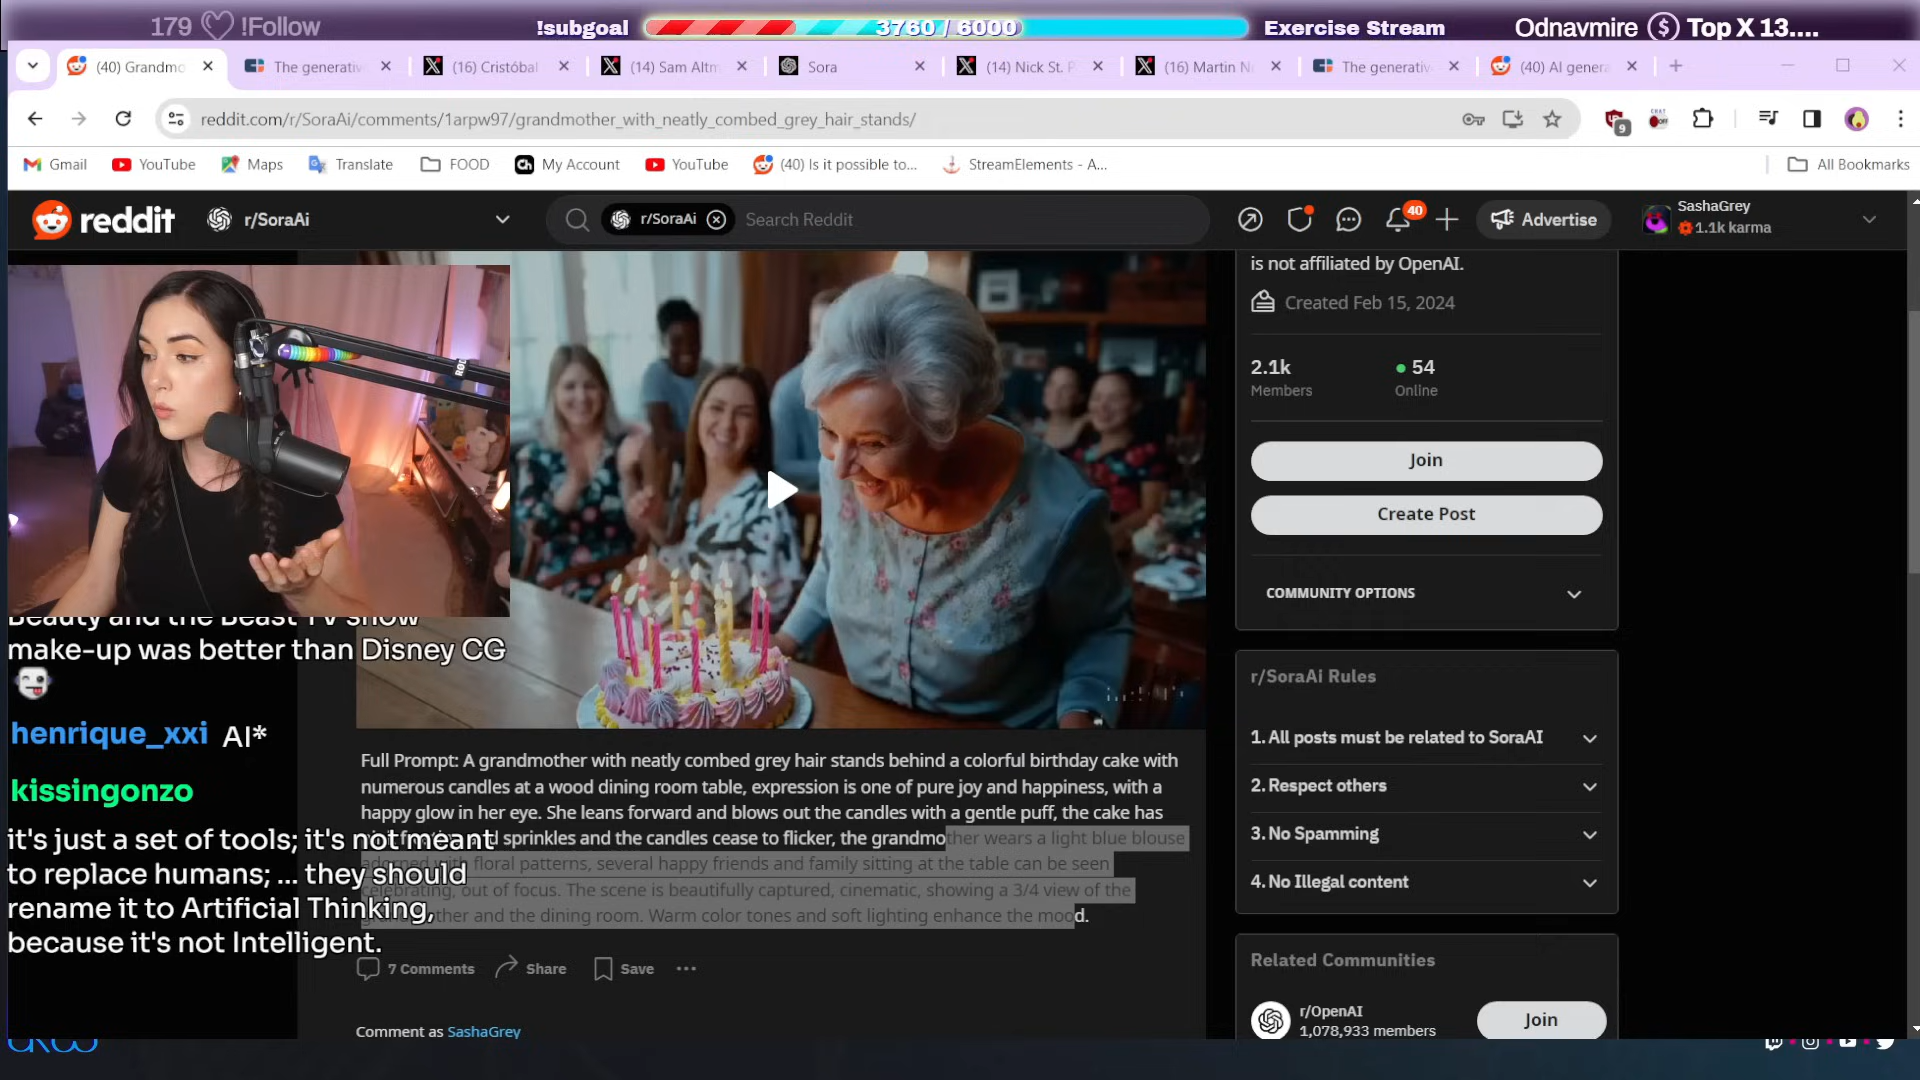 179 !Follow
!subgoal
3760 / 6000
Exercise Stream
Odnavmire $ Top X 13....
(40) Grandmo
The generativ
(16) Cristóbal
(14) Sam Altm
Sora
(14) Nick St. P
(16) Martin N
The generativ
(40) AI genera
reddit.com/r/SoraAi/comments/1arpw97/grandmother_with_neatly_combed_grey_hair_stands/
9
Gmail
YouTube
Maps
Translate
FOOD
My Account
YouTube
(40) Is it possible to...
StreamElements - A...
All Bookmarks
reddit
r/SoraAi
r/SoraAi
Search Reddit
40
Advertise
SashaGrey
1.1k karma
is not affiliated by OpenAI.
Created Feb 15, 2024
2.1k
Members
54
Online
Join
Create Post
COMMUNITY OPTIONS
r/SoraAi Rules
1. All posts must be related to SoraAI
2. Respect others
3. No Spamming
4. No Illegal content
Related Communities
r/OpenAI
1,078,933 members
Join
Beauty and the Beast TV show
make-up was better than Disney CG
henrique_xxi AI*
kissingonzo
it's just a set of tools; it's not meant
to replace humans; ... they should
rename it to Artificial Thinking,
because it's not Intelligent.
Full Prompt: A grandmother with neatly combed grey hair stands behind a colorful birthday cake with
numerous candles at a wood dining room table, expression is one of pure joy and happiness, with a
happy glow in her eye. She leans forward and blows out the candles with a gentle puff, the cake has
sprinkles and the candles cease to flicker, the grandmother wears a light blue blouse
adorned with floral patterns, several happy friends and family sitting at the table can be seen
celebrating, out of focus. The scene is beautifully captured, cinematic, showing a 3/4 view of the
and the dining room. Warm color tones and soft lighting enhance the mood.
7 Comments
Share
Save
Comment as SashaGrey